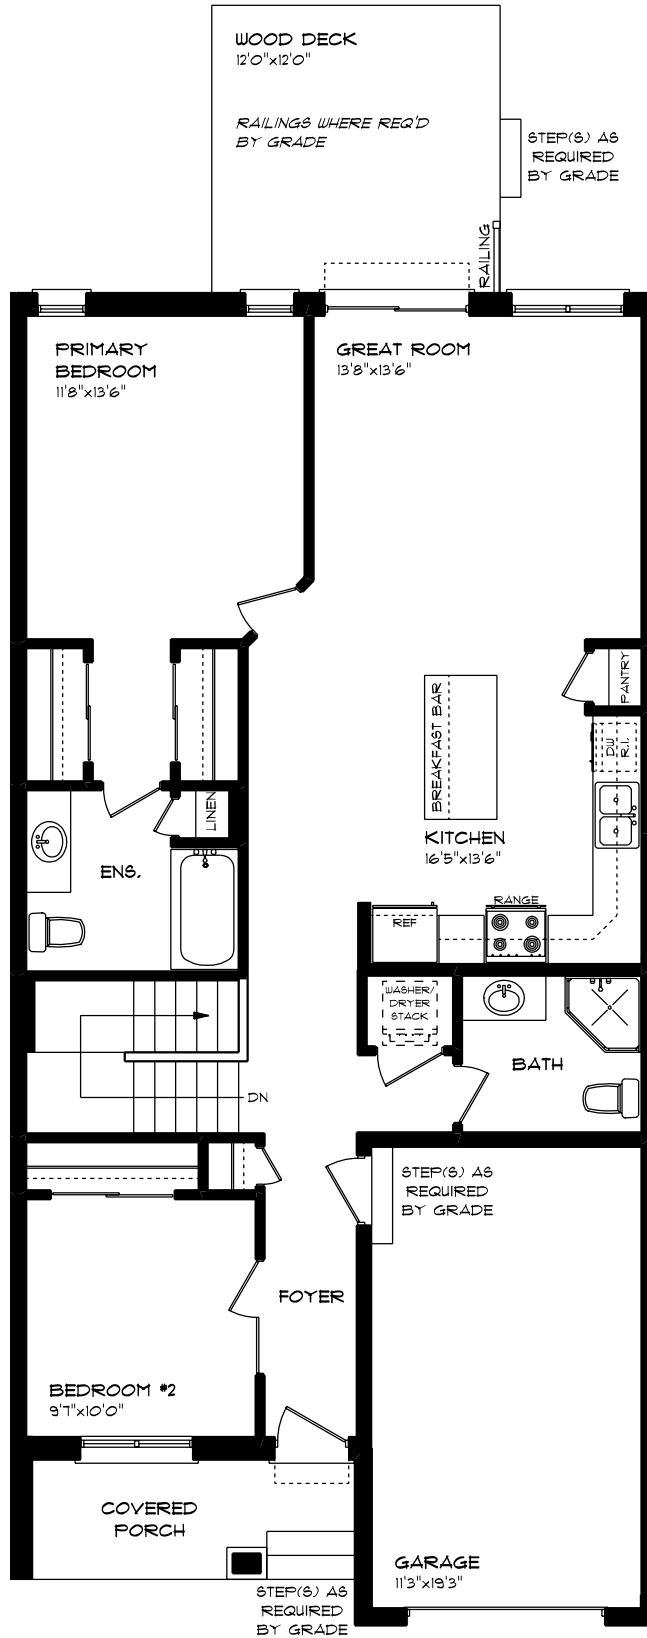 WOOD DECK
12'0"x12'0"
RAILINGS WHERE REQ'D
BY GRADE
STEP(S) AS
REQUIRED
BY GRADE
RAILING
PRIMARY
BEDROOM
11'8"x13'6"
GREAT ROOM
13'8"x13'6"
PANTRY
BREAKFAST BAR
DW
R.I.
LINEN
KITCHEN
16'5"x13'6"
ENS.
RANGE
REF
WASHER/
DRYER
STACK
BATH
DN
STEP(S) AS
REQUIRED
BY GRADE
FOYER
BEDROOM #2
9'7"x10'0"
COVERED
PORCH
GARAGE
11'3"x19'3"
STEP(S) AS
REQUIRED
BY GRADE